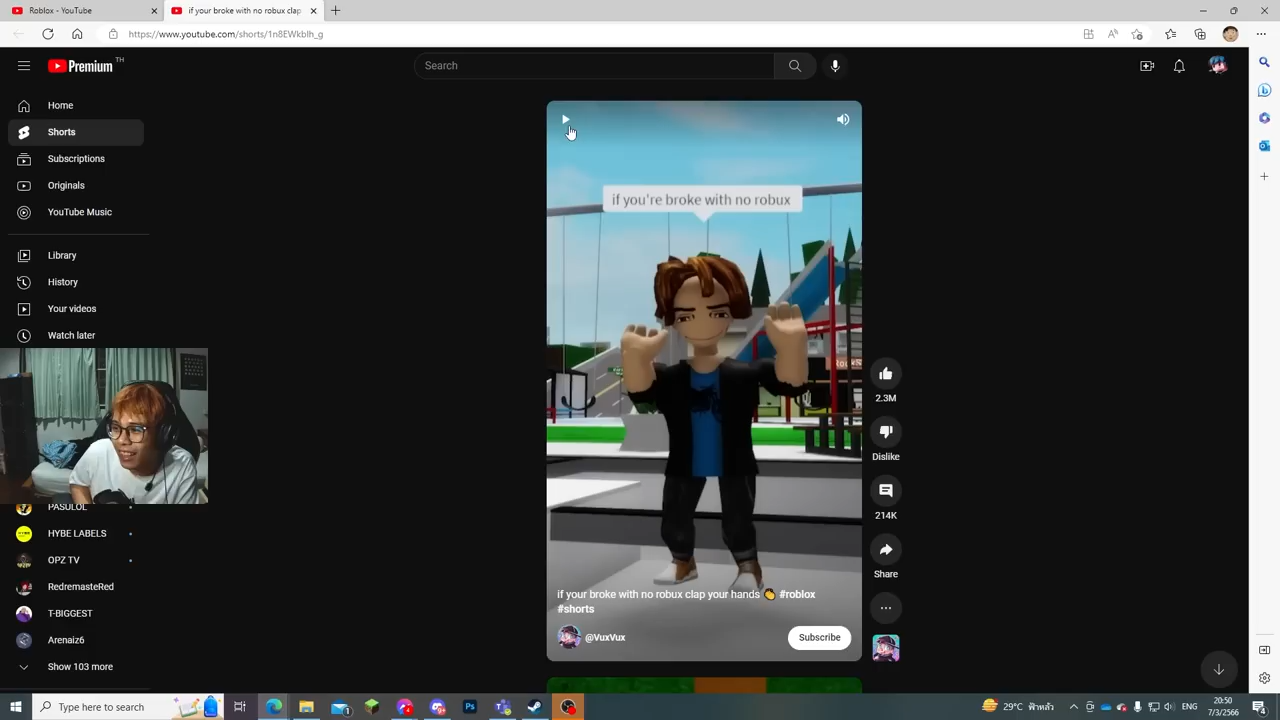 Roblox - YouTube
if your broke with no robux clap
https://www.youtube.com/shorts/1n8EWkbIh_g
Premium TH
Search
Home
Shorts
Subscriptions
Originals
YouTube Music
Library
History
Your videos
Watch later
PASULOL
HYBE LABELS
OPZ TV
RedremasteRed
T-BIGGEST
Arenaiz6
Show 103 more
if you're broke with no robux
if your broke with no robux clap your hands 👏 #roblox
#shorts
@VuxVux
Subscribe
2.3M
Dislike
214K
Share
Type here to search
29°C ฟ้าหลัว
ENG
20:50
7/3/2566